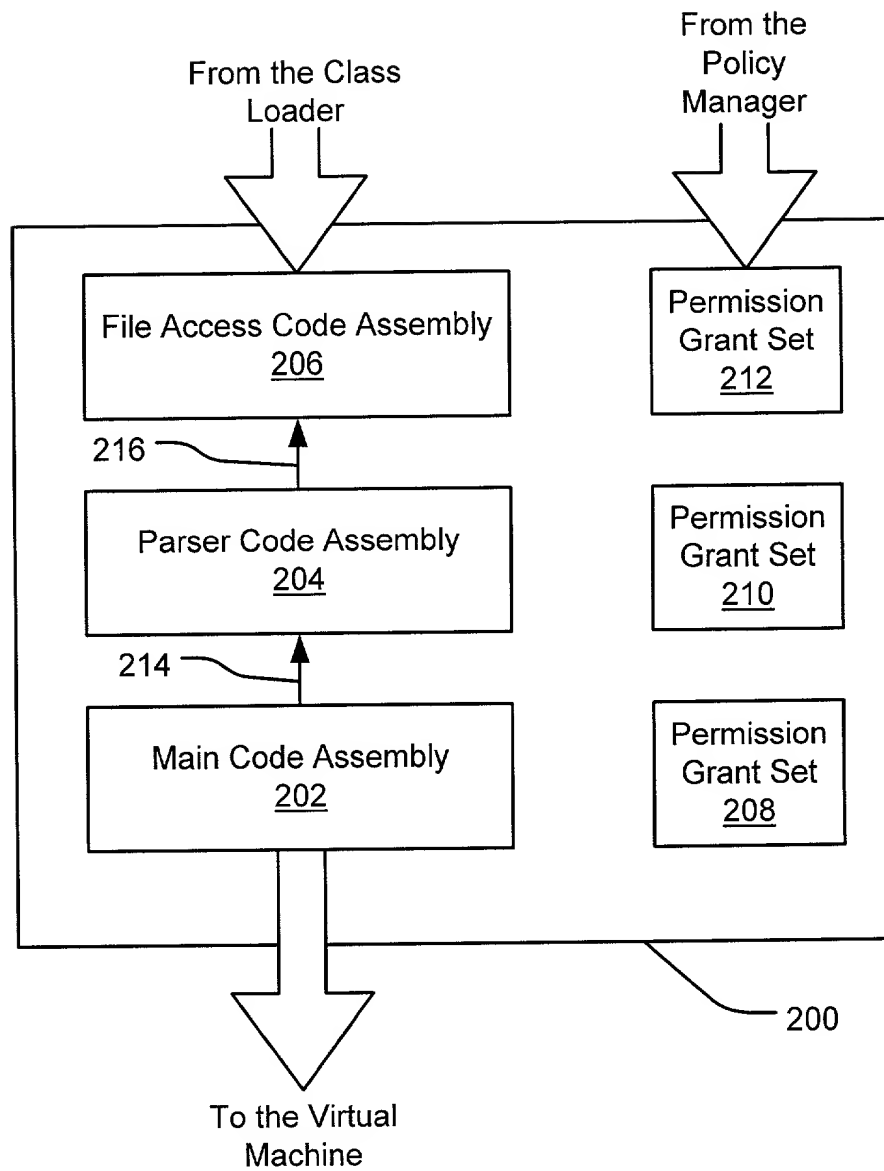 From the Class
Loader
From the
Policy
Manager
File Access Code Assembly
206
Permission
Grant Set
212
216
Parser Code Assembly
204
Permission
Grant Set
210
214
Main Code Assembly
202
Permission
Grant Set
208
200
To the Virtual
Machine